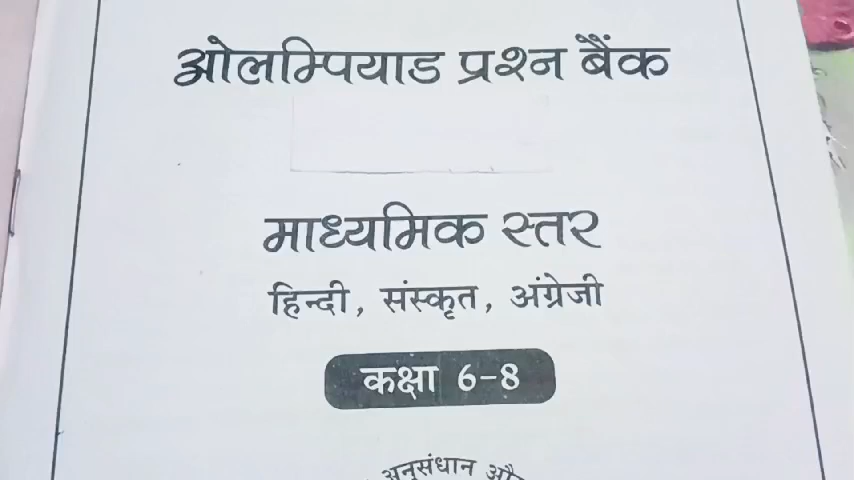 ओलम्पियाड प्रश्न बैंक
माध्यमिक स्तर
हिन्दी, संस्कृत, अंग्रेजी
कक्षा 6-8
अनुसंधान